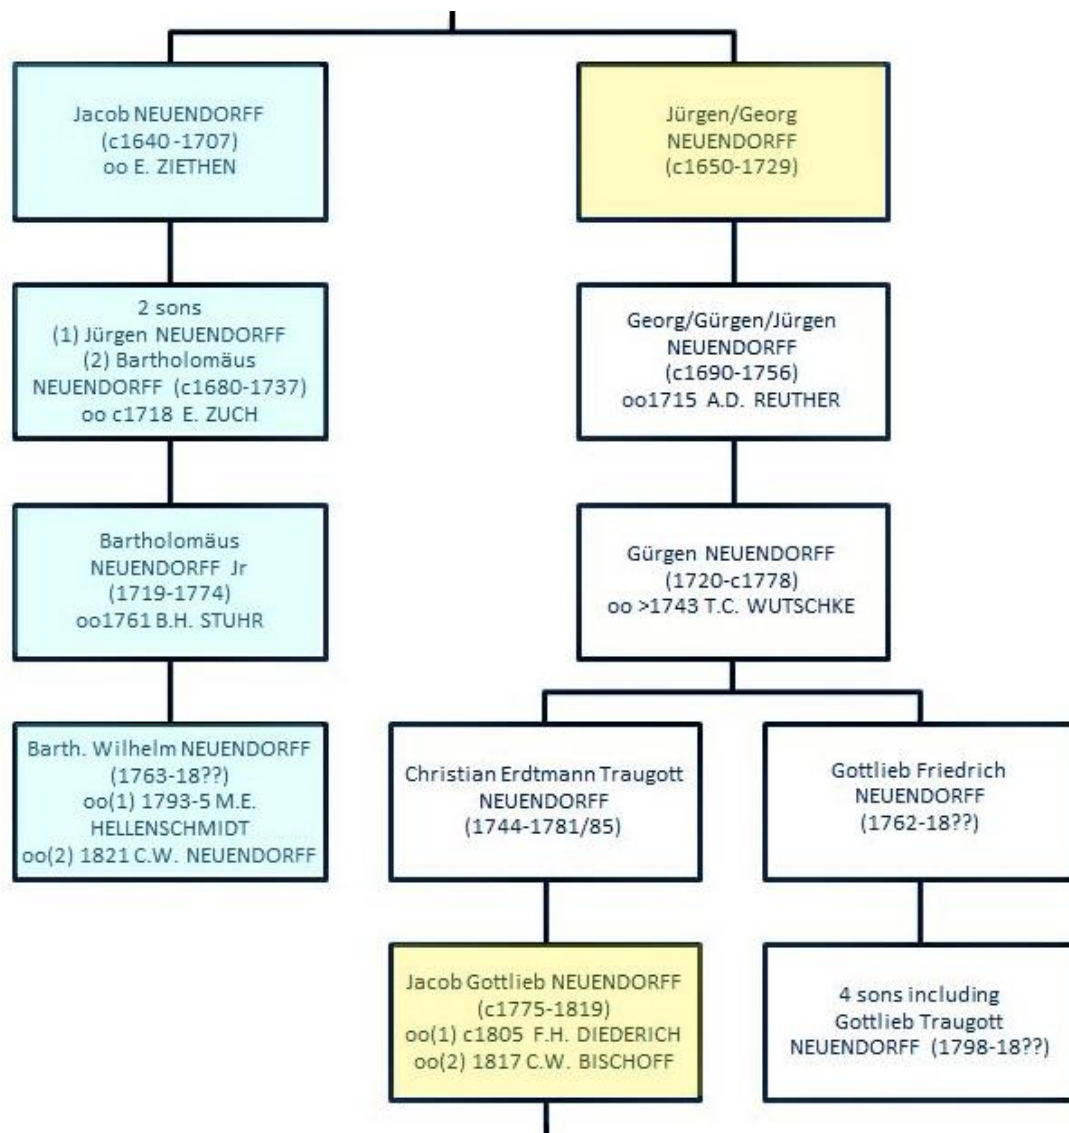 Jacob NEUENDORFF
(c1640 -1707)
oo E. ZIETHEN
Jürgen/Georg
NEUENDORFF
(c1650-1729)
2 sons
(1) Jürgen NEUENDORFF
(2) Bartholomäus
NEUENDORFF (c1680-1737)
oo c1718 E. ZUCH
Georg/Gürgen/Jürgen
NEUENDORFF
(c1690-1756)
oo1715 A.D. REUTHER
Bartholomäus
NEUENDORFF Jr
(1719-1774)
oo1761 B.H. STUHR
Gürgen NEUENDORFF
(1720-c1778)
oo >1743 T.C. WUTSCHKE
Barth. Wilhelm NEUENDORFF
(1763-18??)
oo(1) 1793-5 M.E.
HELLENSCHMIDT
oo(2) 1821 C.W. NEUENDORFF
Christian Erdtmann Traugott
NEUENDORFF
(1744-1781/85)
Gottlieb Friedrich
NEUENDORFF
(1762-18??)
Jacob Gottlieb NEUENDORFF
(c1775-1819)
oo(1) c1805 F.H. DIEDERICH
oo(2) 1817 C.W. BISCHOFF
4 sons including
Gottlieb Traugott
NEUENDORFF (1798-18??)